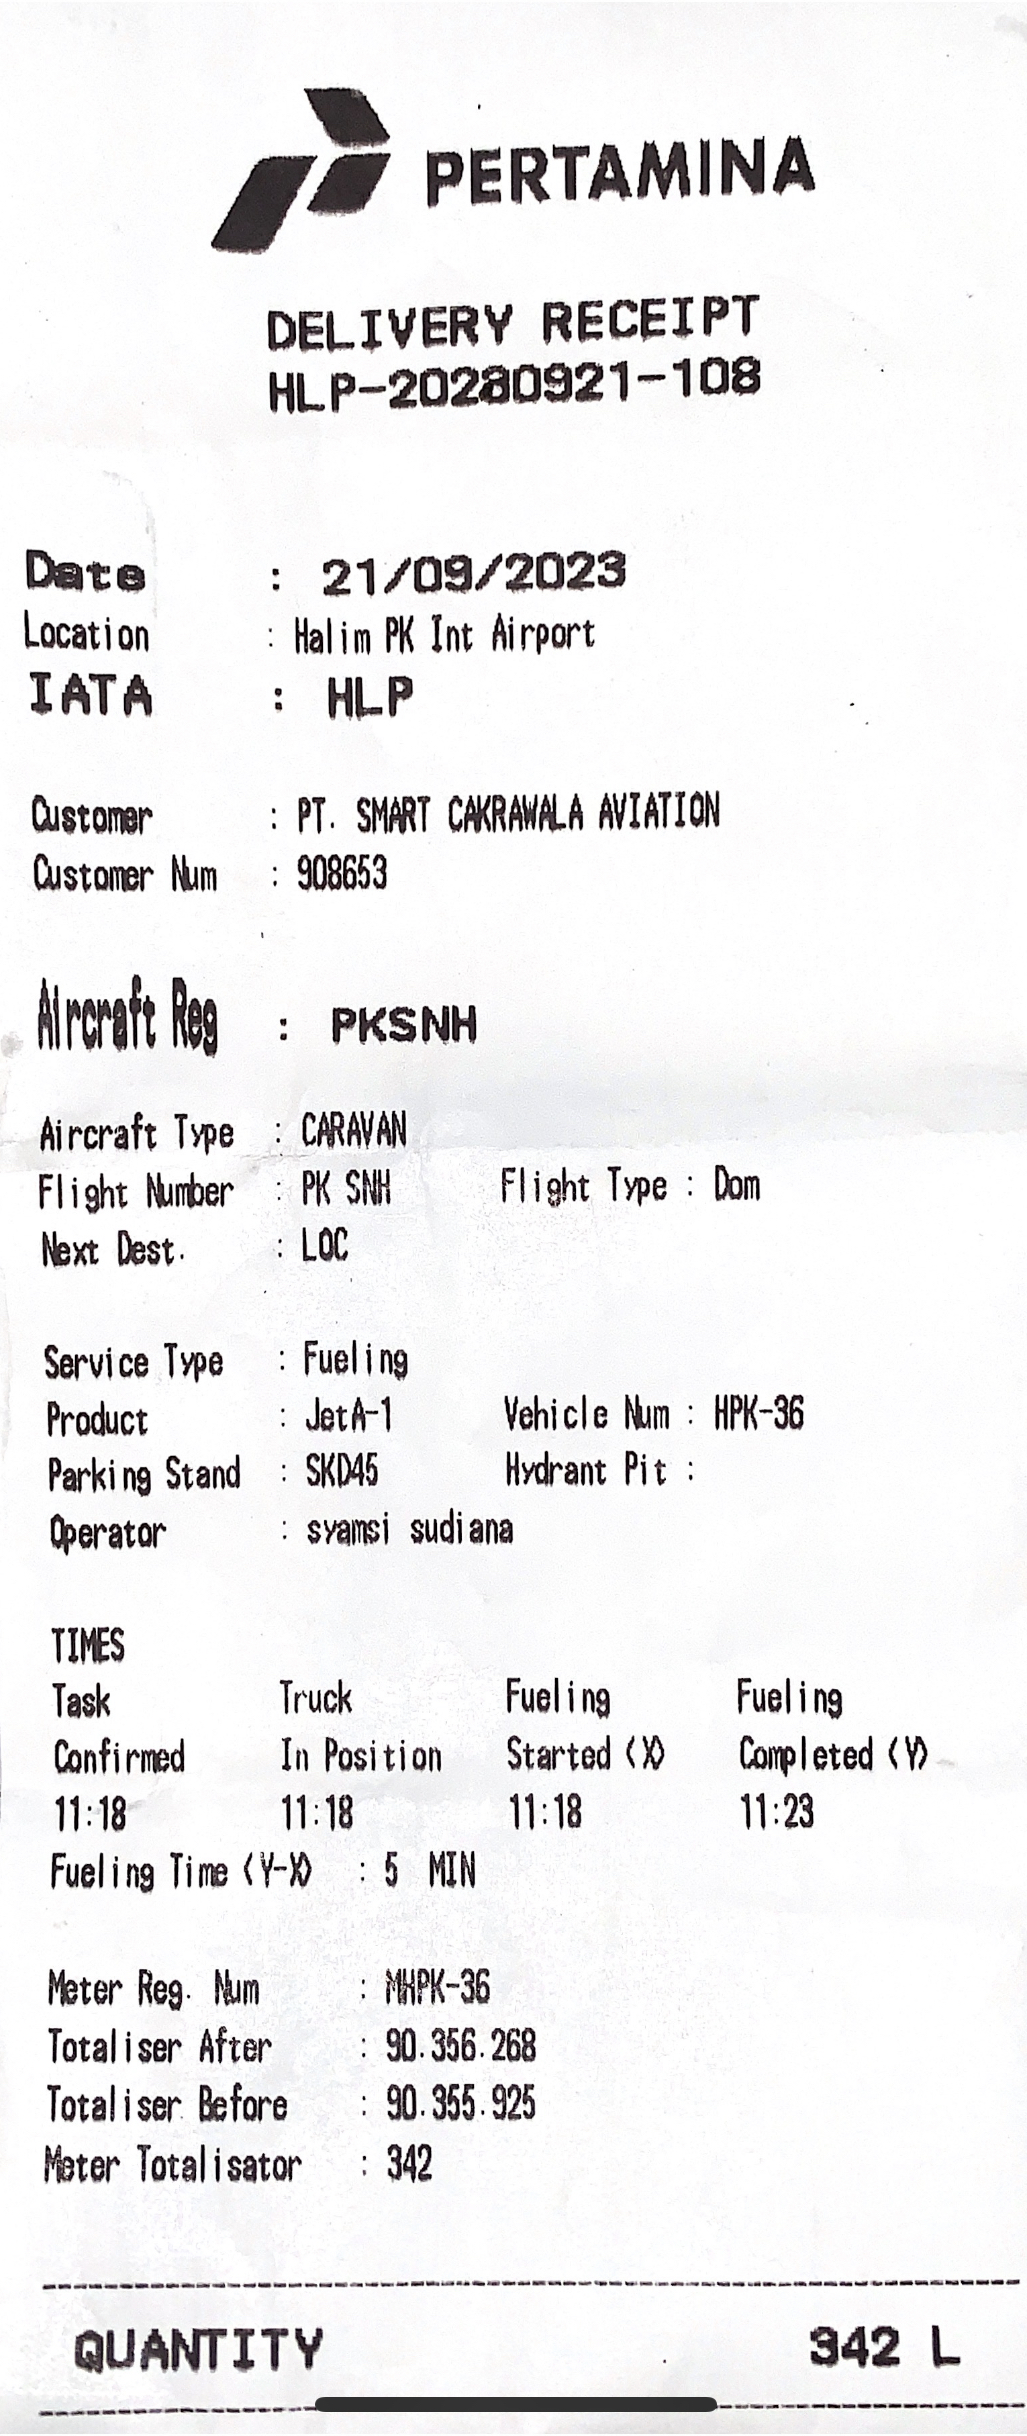 PERTAMINA
DELIVERY RECEIPT
HLP-20280921-108
Date : 21/09/2023
Location : Halim PK Int Airport
IATA : HLP
Customer : PT. SMART CAKRAWALA AVIATION
Customer Num : 908653
Aircraft Reg : PKSNH
Aircraft Type : CARAVAN
Flight Number : PK SNH Flight Type : Dom
Next Dest. : LOC
Service Type : Fueling
Product : JetA-1 Vehicle Num : HPK-36
Parking Stand : SKD45 Hydrant Pit :
Operator : syamsi sudiana
TIMES
Task Truck Fueling Fueling
Confirmed In Position Started (X) Completed (Y)
11:18 11:18 11:18 11:23
Fueling Time (Y-X) : 5 MIN
Meter Reg. Num : MHPK-36
Totaliser After : 90.356.268
Totaliser Before : 90.355.925
Meter Totalisator : 342
QUANTITY 342 L